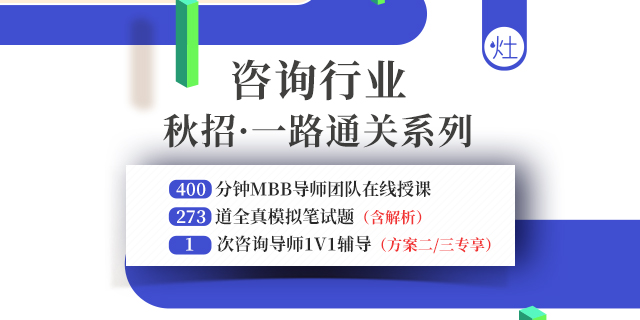 灶
咨询行业
秋招·一路通关系列
400 分钟MBB导师团队在线授课
273 道全真模拟笔试题（含解析）
1 次咨询导师1V1辅导（方案二/三专享）